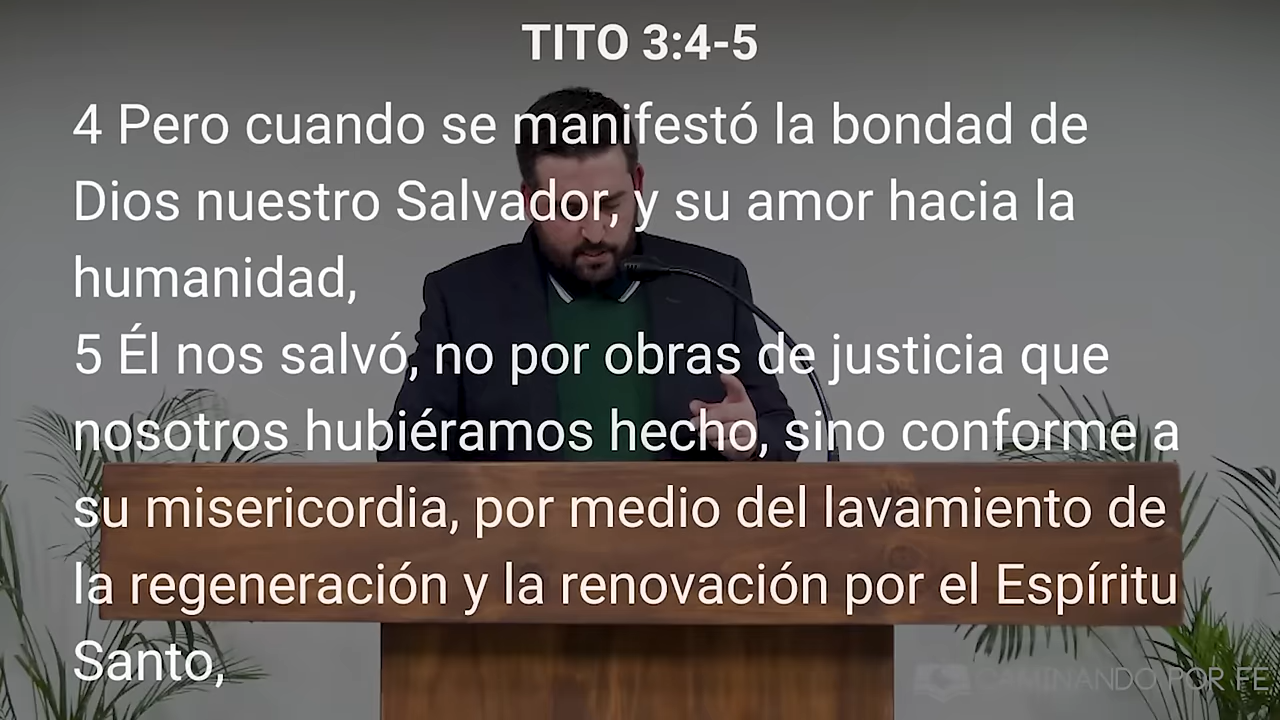 TITO 3:4-5
4 Pero cuando se manifestó la bondad de
Dios nuestro Salvador, y su amor hacia la
humanidad,
5 Él nos salvó, no por obras de justicia que
nosotros hubiéramos hecho, sino conforme a
su misericordia, por medio del lavamiento de
la regeneración y la renovación por el Espíritu
Santo,
CAMINANDO POR FE